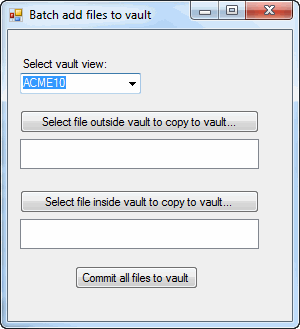 Batch add files to vault
Select vault view:
ACME10
Select file outside vault to copy to vault...
Select file inside vault to copy to vault...
Commit all files to vault